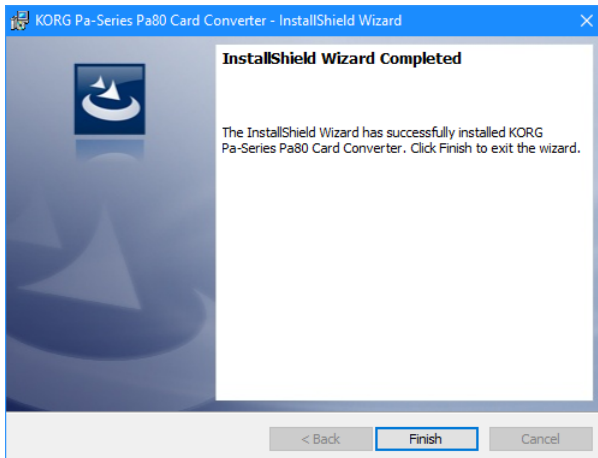 KORG Pa-Series Pa80 Card Converter - InstallShield Wizard
InstallShield Wizard Completed
The InstallShield Wizard has successfully installed KORG
Pa-Series Pa80 Card Converter. Click Finish to exit the wizard.
< Back Finish Cancel